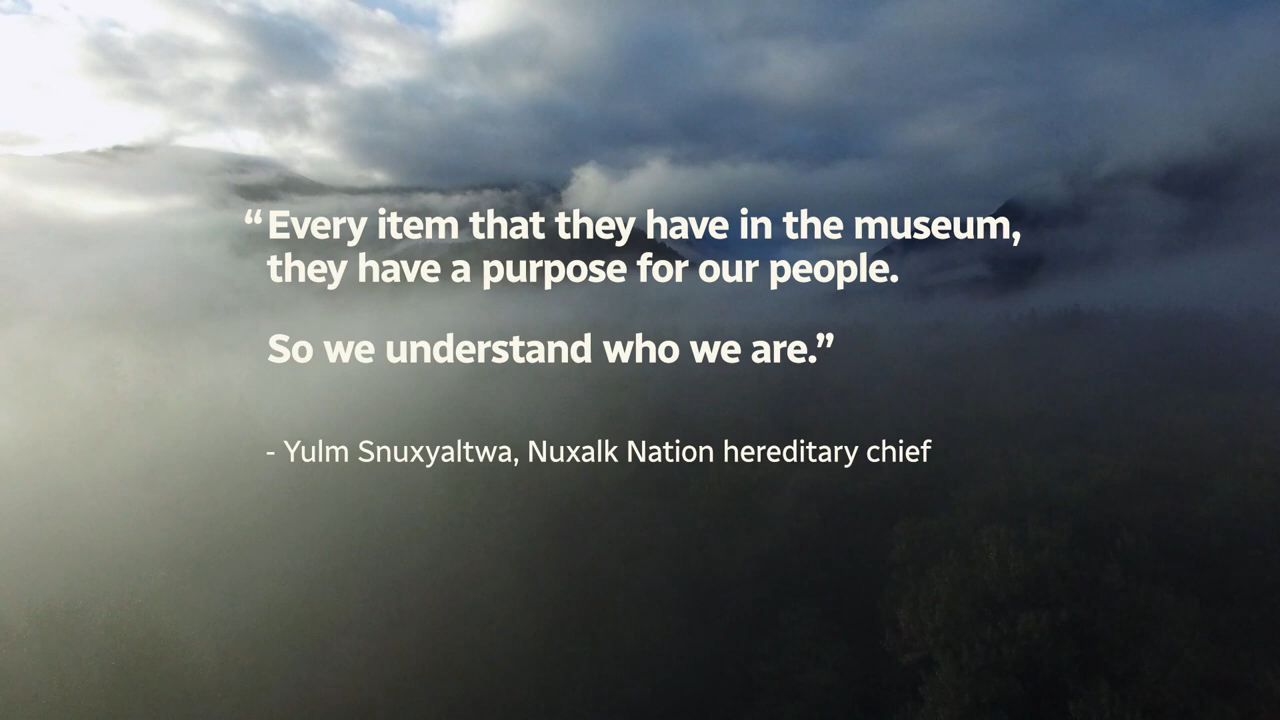 “Every item that they have in the museum,
they have a purpose for our people.
So we understand who we are.”
- Yulm Snuxyaltwa, Nuxalk Nation hereditary chief